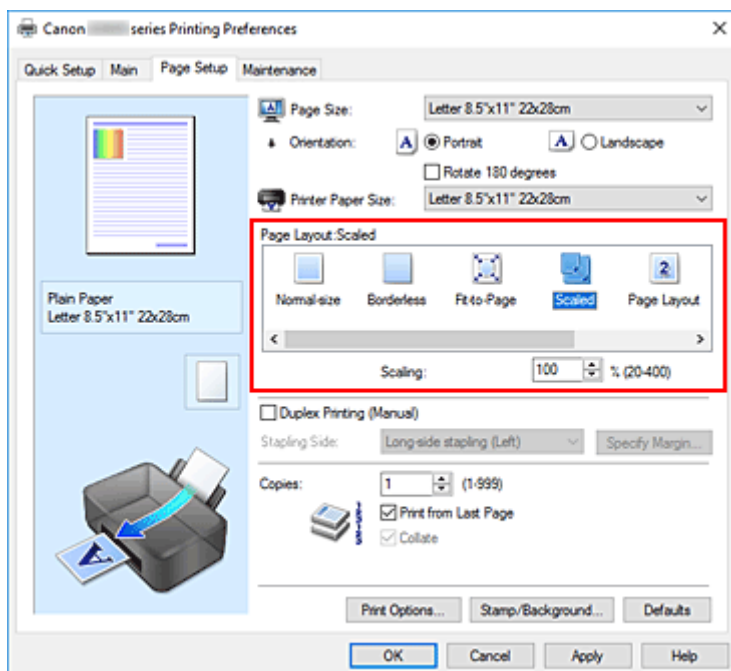 Canon series Printing Preferences
Quick Setup Main Page Setup Maintenance
Page Size: Letter 8.5"x11" 22x28cm
Orientation: A Portrait A Landscape
Rotate 180 degrees
Printer Paper Size: Letter 8.5"x11" 22x28cm
Page Layout:Scaled
2
Normal-size Borderless Fit-to-Page Scaled Page Layout
Scaling: 100 % (20-400)
Plain Paper
Letter 8.5"x11" 22x28cm
Duplex Printing (Manual)
Stapling Side: Long-side stapling (Left) Specify Margin...
Copies: 1 (1-999)
Print from Last Page
Collate
A
Print Options... Stamp/Background... Defaults
OK Cancel Apply Help